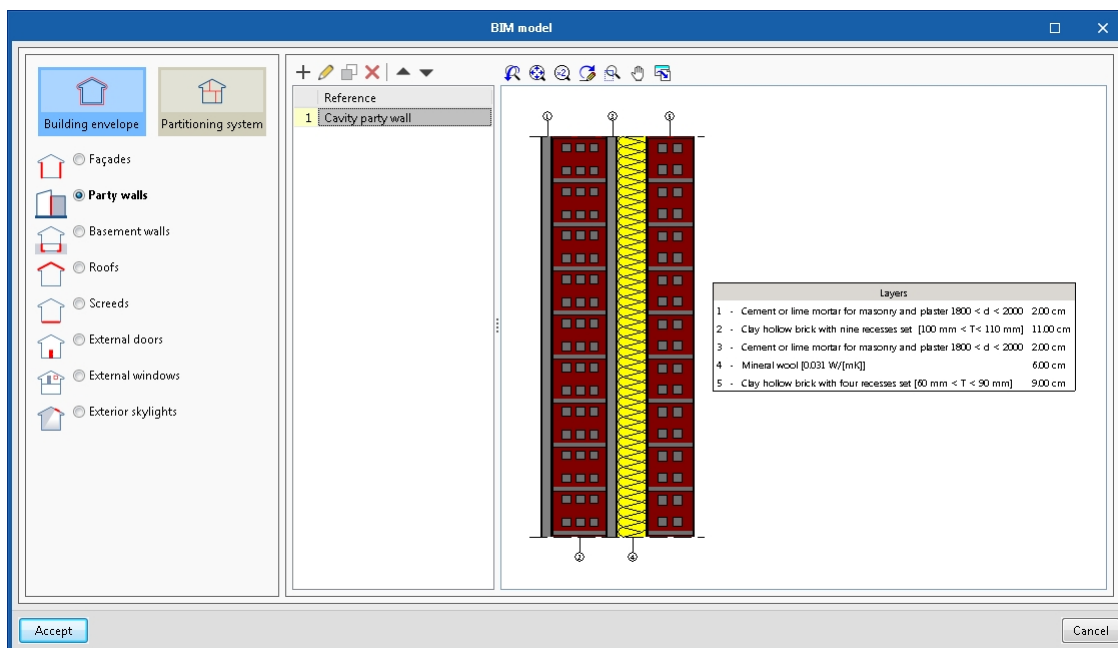 BIM model
Building envelope
Partitioning system
Façades
Party walls
Basement walls
Roofs
Screeds
External doors
External windows
Exterior skylights
Reference
1 Cavity party wall
1 3 5
Layers
1 - Cement or lime mortar for masonry and plaster 1800 < d < 2000 2.00 cm
2 - Clay hollow brick with nine recesses set [100 mm < T< 110 mm] 11.00 cm
3 - Cement or lime mortar for masonry and plaster 1800 < d < 2000 2.00 cm
4 - Mineral wool [0.031 W/[mK]] 6.00 cm
5 - Clay hollow brick with four recesses set [60 mm < T < 90 mm] 9.00 cm
2 4
Accept
Cancel